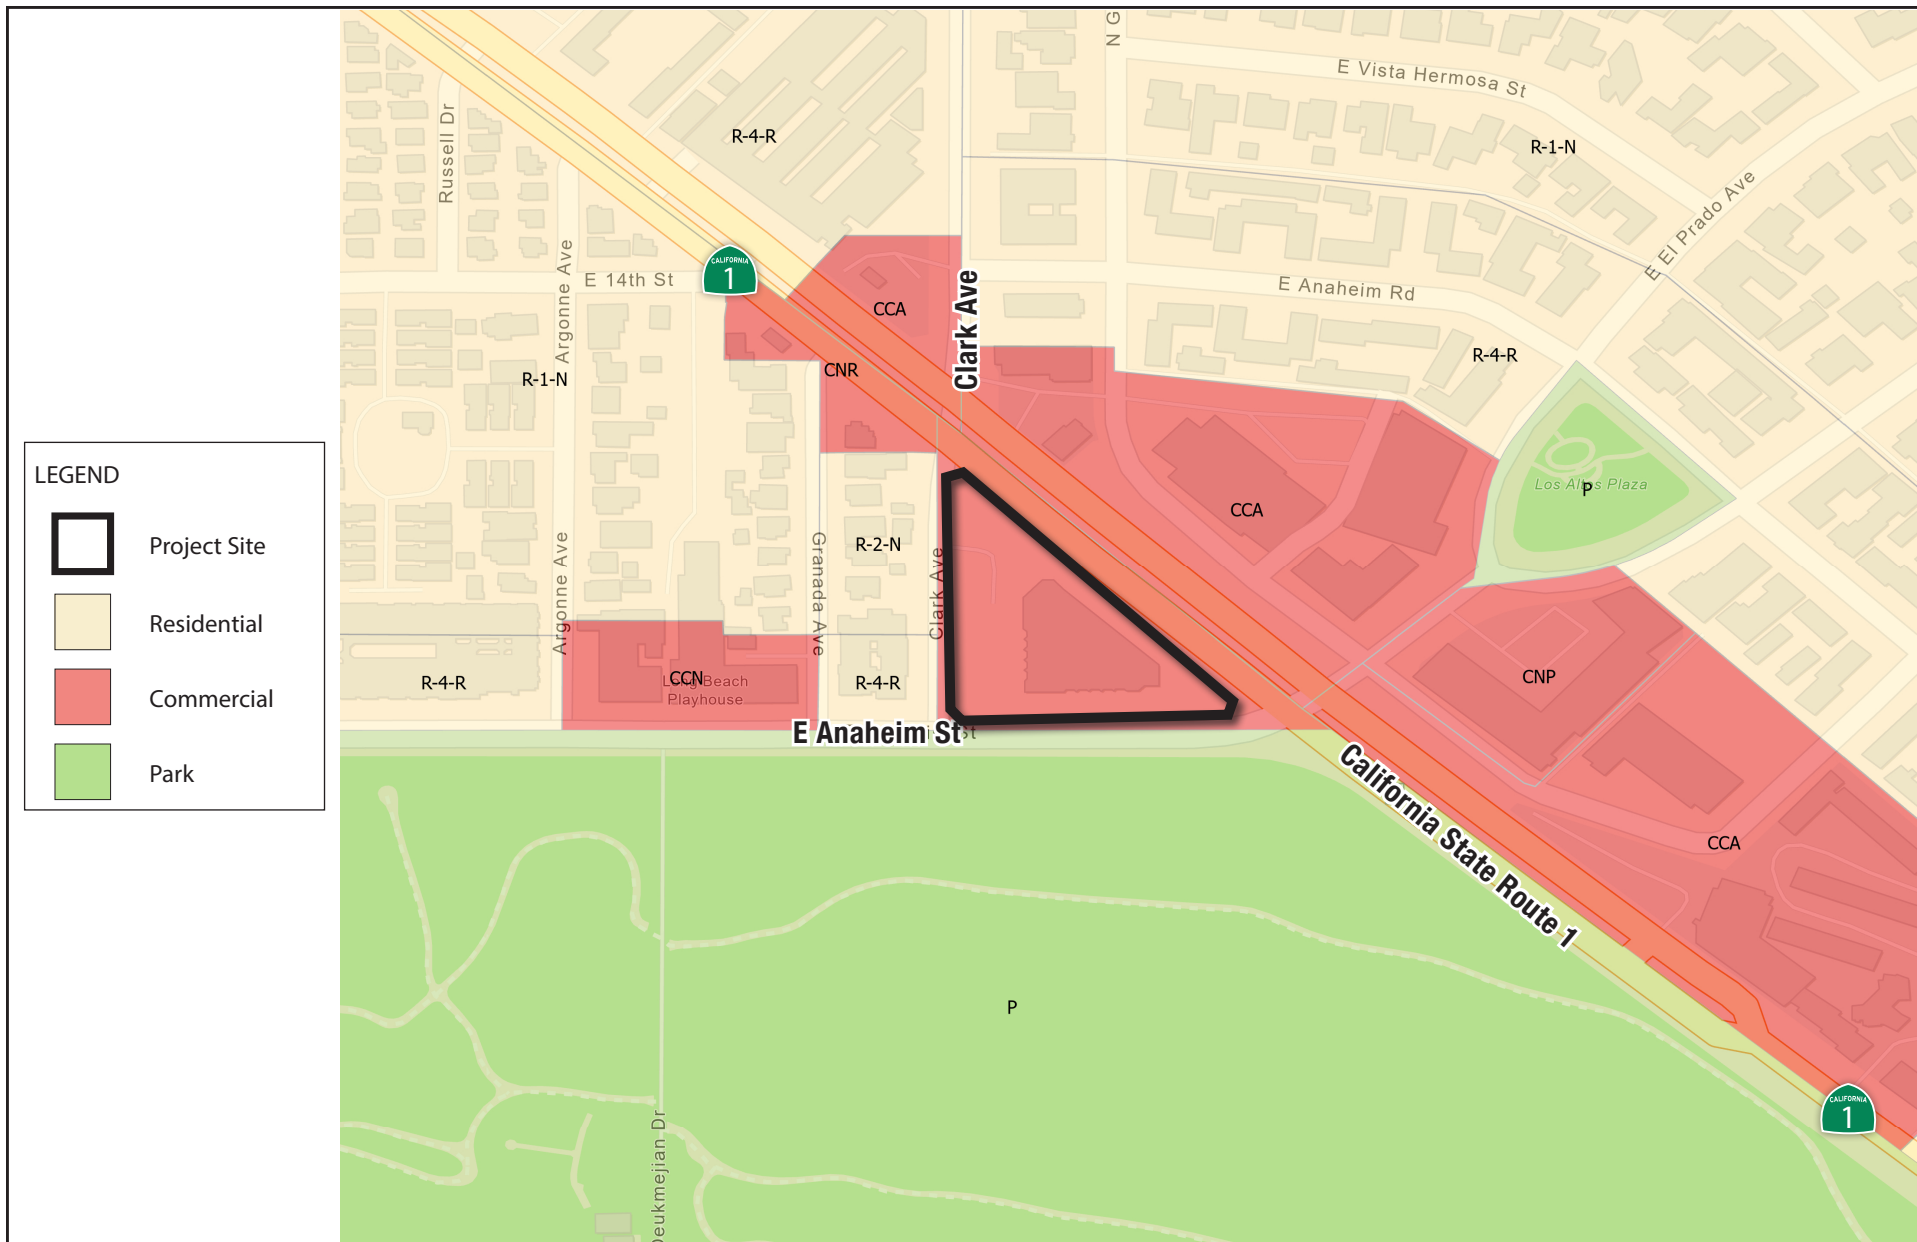 LEGEND
Project Site
Residential
Commercial
Park
N G
E Vista Hermosa St
Russell Dr
R-4-R
R-1-N
E El Prado Ave
Argonne Ave
E 14th St
CALIFORNIA
1
CCA
Clark Ave
E Anaheim Rd
R-4-R
R-1-N
CNR
Los Altos Plaza
P
CCA
R-2-N
Argonne Ave
Granada Ave
Clark Ave
R-4-R
CCN
Long Beach
Playhouse
R-4-R
CNP
E Anaheim St
St
California State Route 1
CCA
P
CALIFORNIA
1
Deukmejian Dr